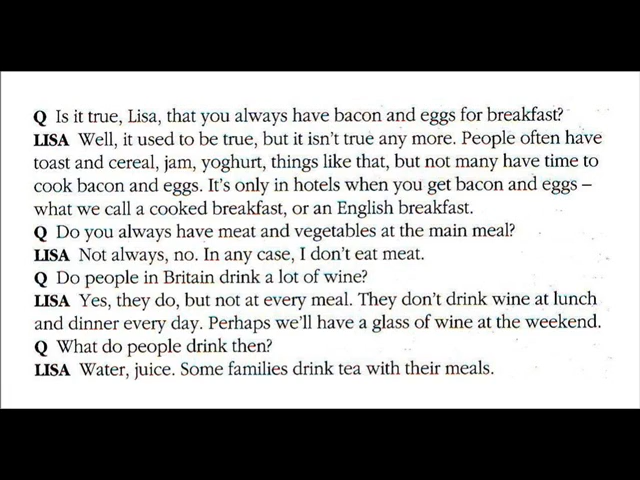 Q Is it true, Lisa, that you always have bacon and eggs for breakfast?
LISA Well, it used to be true, but it isn't true any more. People often have
toast and cereal, jam, yoghurt, things like that, but not many have time to
cook bacon and eggs. It's only in hotels when you get bacon and eggs –
what we call a cooked breakfast, or an English breakfast.
Q Do you always have meat and vegetables at the main meal?
LISA Not always, no. In any case, I don't eat meat.
Q Do people in Britain drink a lot of wine?
LISA Yes, they do, but not at every meal. They don't drink wine at lunch
and dinner every day. Perhaps we'll have a glass of wine at the weekend.
Q What do people drink then?
LISA Water, juice. Some families drink tea with their meals.